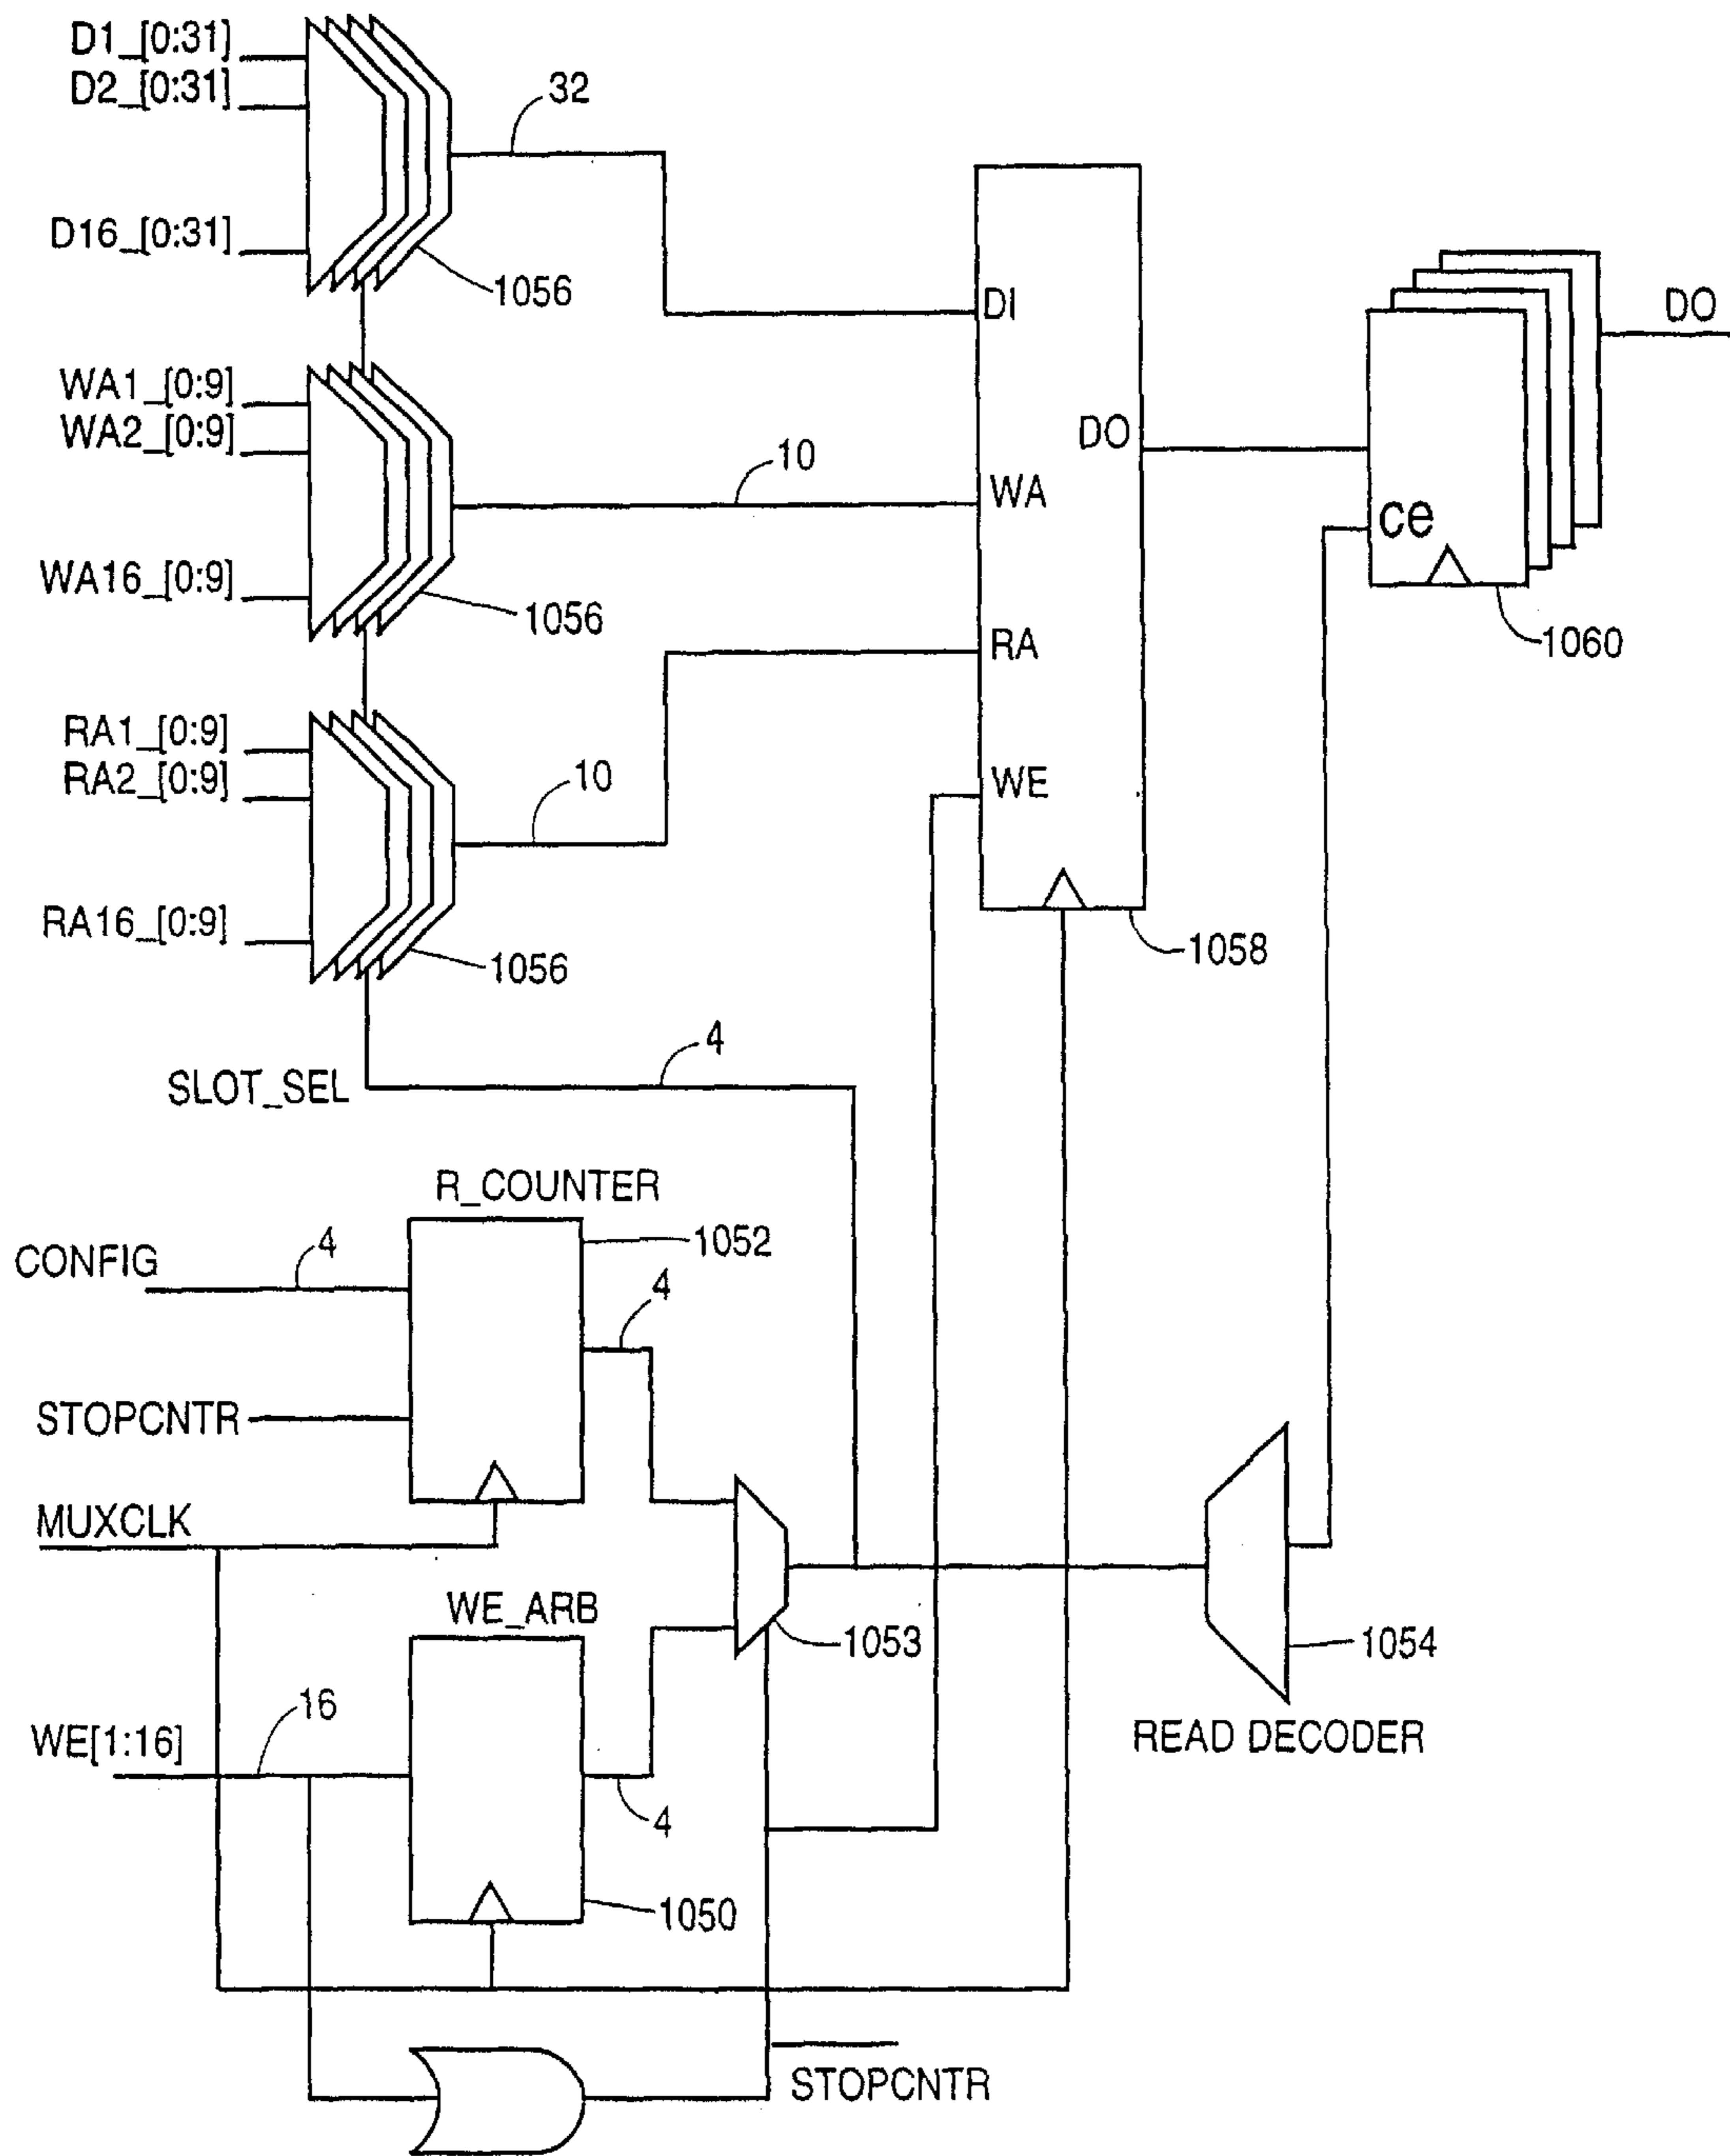 D1_[0:31]
D2_[0:31]
D16_[0:31]
32
1056
WA1_[0:9]
WA2_[0:9]
WA16_[0:9]
10
1056
RA1_[0:9]
RA2_[0:9]
RA16_[0:9]
10
1056
DI
WA
RA
WE
DO
1058
ce
1060
DO
SLOT_SEL
4
R_COUNTER
CONFIG
4
1052
4
STOPCNTR
MUXCLK
WE_ARB
1053
1054
READ DECODER
WE[1:16]
16
4
1050
STOPCNTR